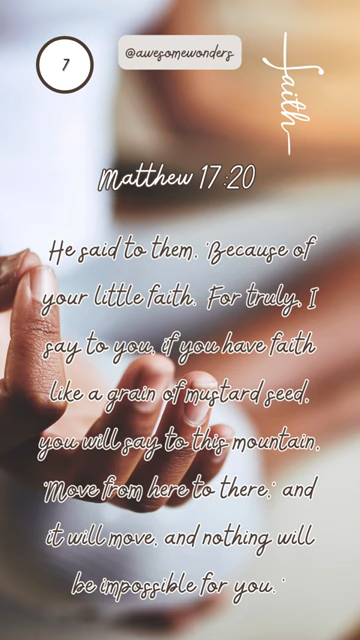 7
@awesomewonders
faith
Matthew 17:20
He said to them, 'Because of
your little faith. For truly, I
say to you, if you have faith
like a grain of mustard seed,
you will say to this mountain,
'Move from here to there,' and
it will move, and nothing will
be impossible for you.'